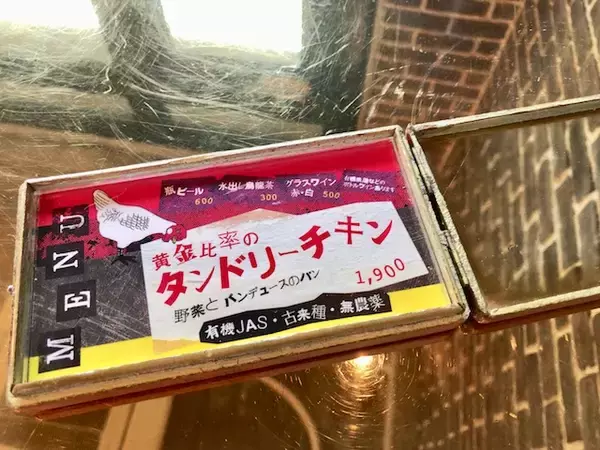 MENU
瓶ビール
600
水出し烏龍茶
300
グラスワイン
赤・白 500
黄金比率の
タンドリーチキン
野菜と パンデュースのパン
1,900
有機JAS・古来種・無農薬